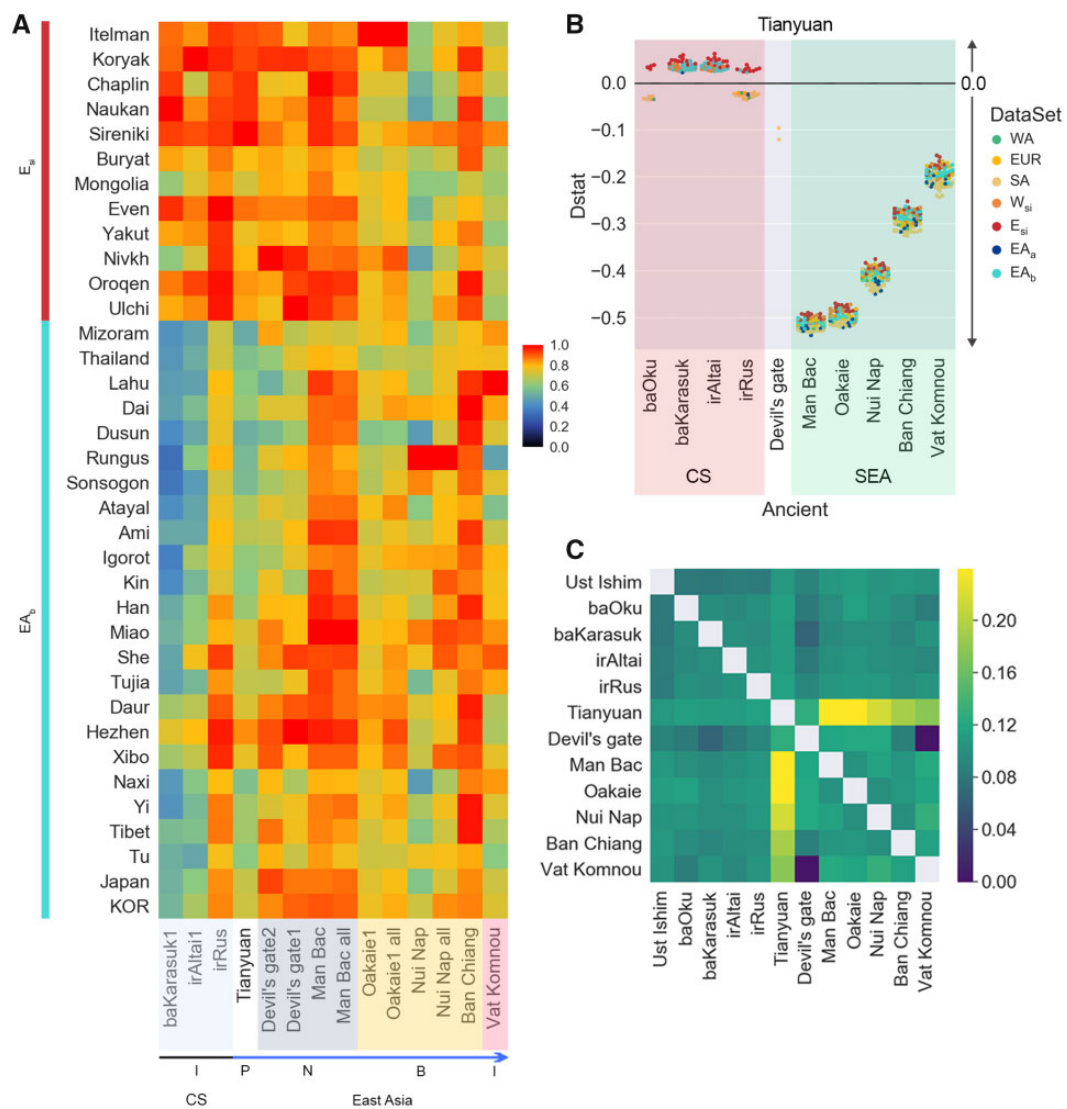 A
E_si
EA_b
Itelman
Koryak
Chaplin
Naukan
Sireniki
Buryat
Mongolia
Even
Yakut
Nivkh
Oroqen
Ulchi
Mizoram
Thailand
Lahu
Dai
Dusun
Rungus
Sonsogon
Atayal
Ami
Igorot
Kin
Han
Miao
She
Tujia
Daur
Hezhen
Xibo
Naxi
Yi
Tibet
Tu
Japan
KOR
baKarasuk1
irAltai1
irRus
Tianyuan
Devil's gate2
Devil's gate1
Man Bac
Man Bac all
Oakaie1
Oakaie1 all
Nui Nap
Nui Nap all
Ban Chiang
Vat Komnou
I P N B I
CS East Asia
1.0
0.8
0.6
0.4
0.2
0.0
B
Tianyuan
Dstat
0.0
−0.1
−0.2
−0.3
−0.4
−0.5
0.0
DataSet
WA
EUR
SA
W_si
E_si
EA_a
EA_b
baOku
baKarasuk
irAltai
irRus
Devil's gate
Man Bac
Oakaie
Nui Nap
Ban Chiang
Vat Komnou
CS SEA
Ancient
C
Ust Ishim
baOku
baKarasuk
irAltai
irRus
Tianyuan
Devil's gate
Man Bac
Oakaie
Nui Nap
Ban Chiang
Vat Komnou
Ust Ishim
baOku
baKarasuk
irAltai
irRus
Tianyuan
Devil's gate
Man Bac
Oakaie
Nui Nap
Ban Chiang
Vat Komnou
0.20
0.16
0.12
0.08
0.04
0.00